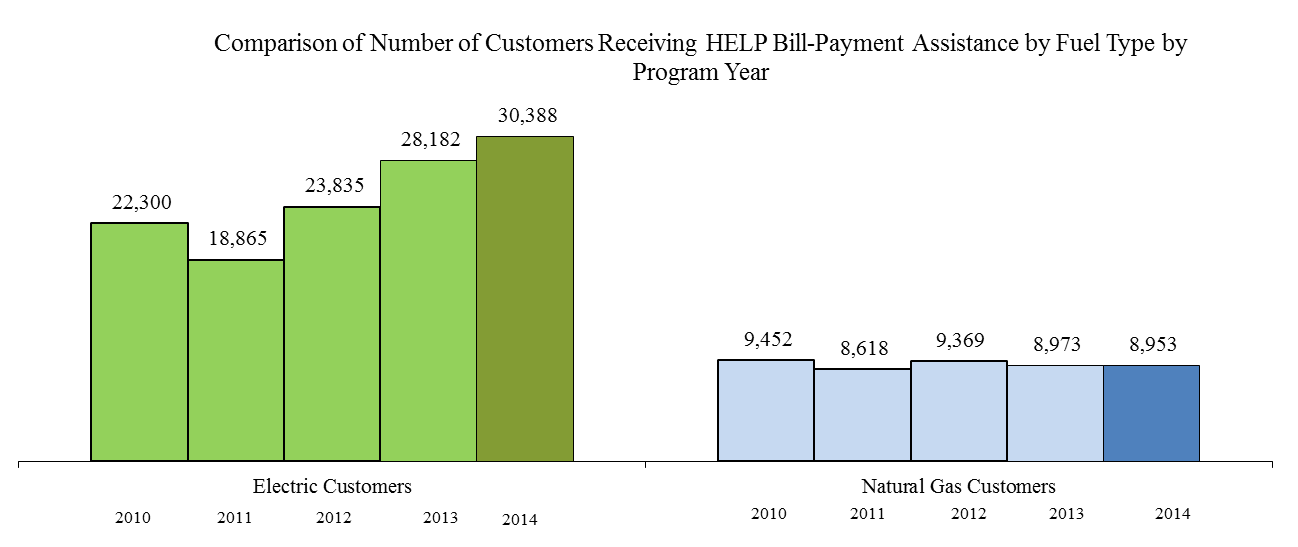 Comparison of Number of Customers Receiving HELP Bill-Payment Assistance by Fuel Type by
Program Year
30,388
28,182
23,835
22,300
18,865
9,452
8,618
9,369
8,973
8,953
Electric Customers
Natural Gas Customers
2010 2011 2012 2013 2014
2010 2011 2012 2013 2014